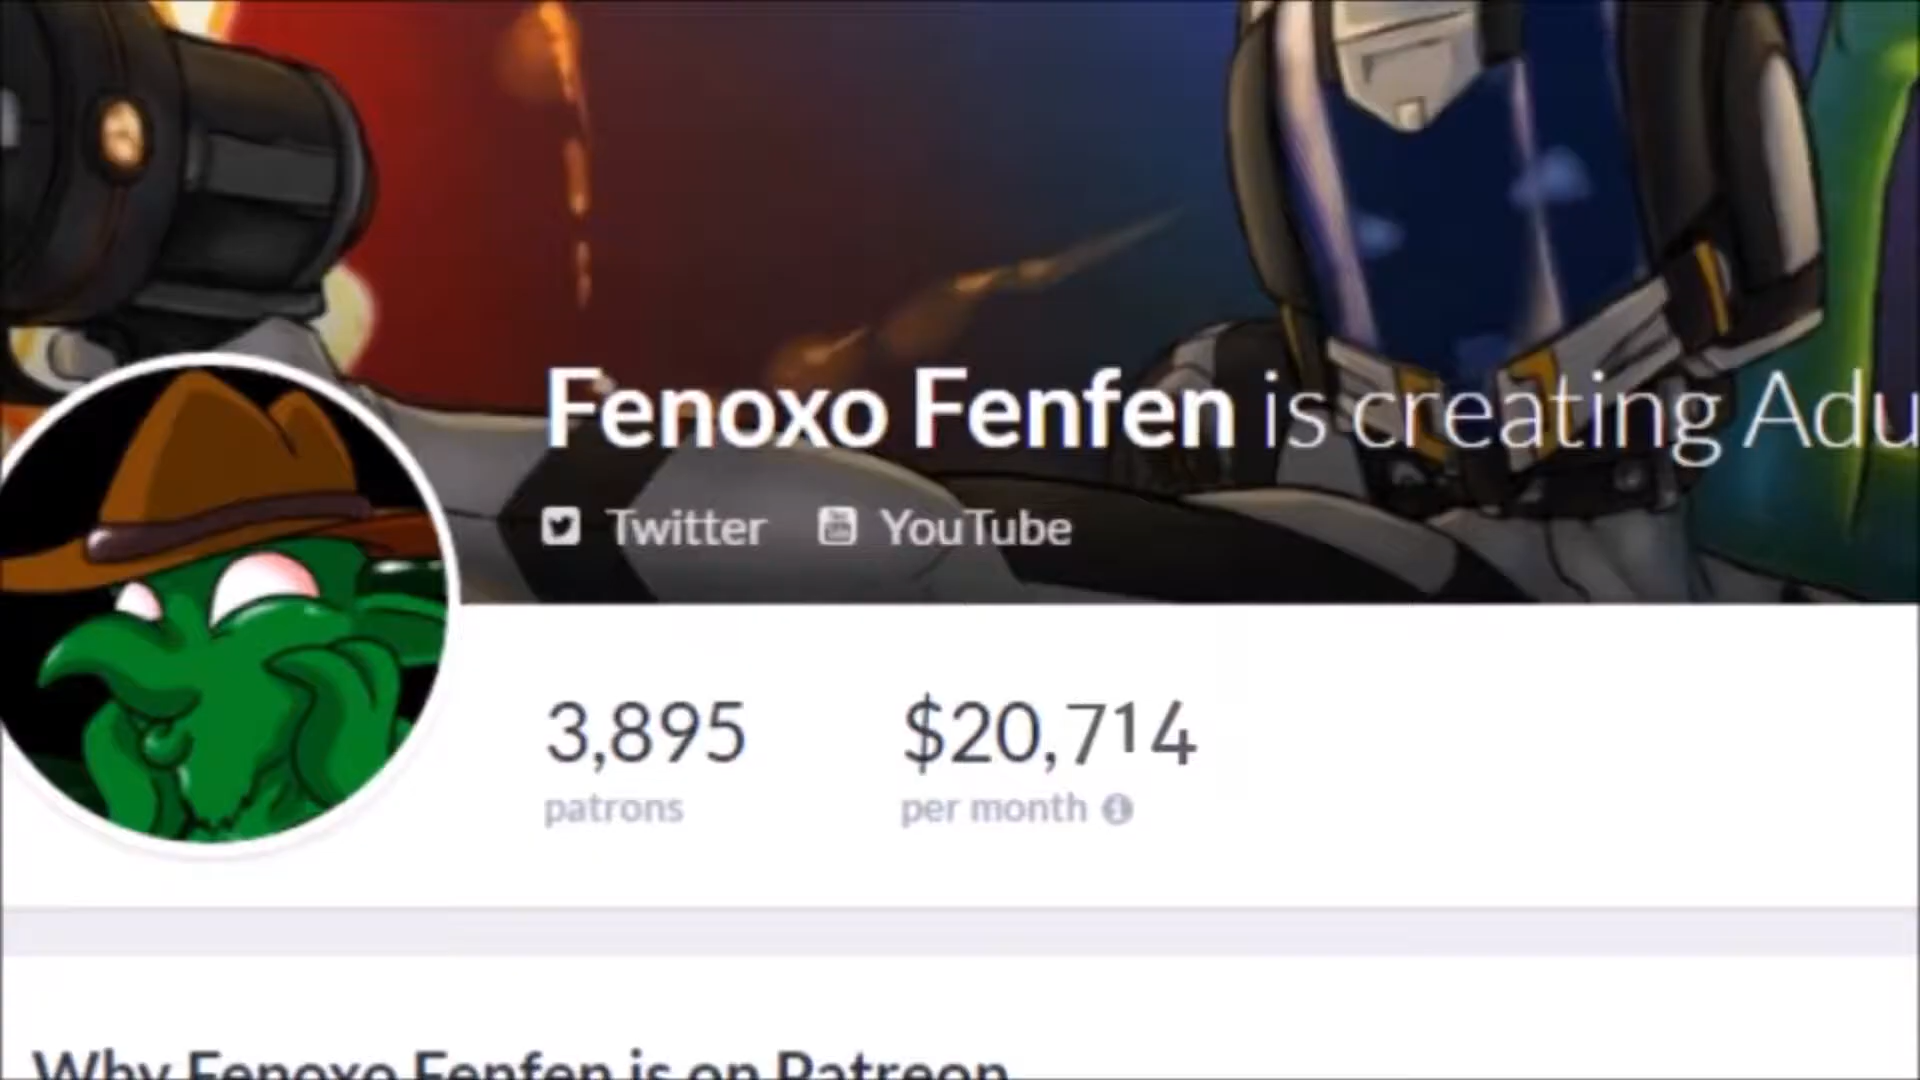 Fenoxo Fenfen is creating Adu
Twitter YouTube
3,895 $20,714
patrons per month
Why Fenoxo Fenfen is on Patreon